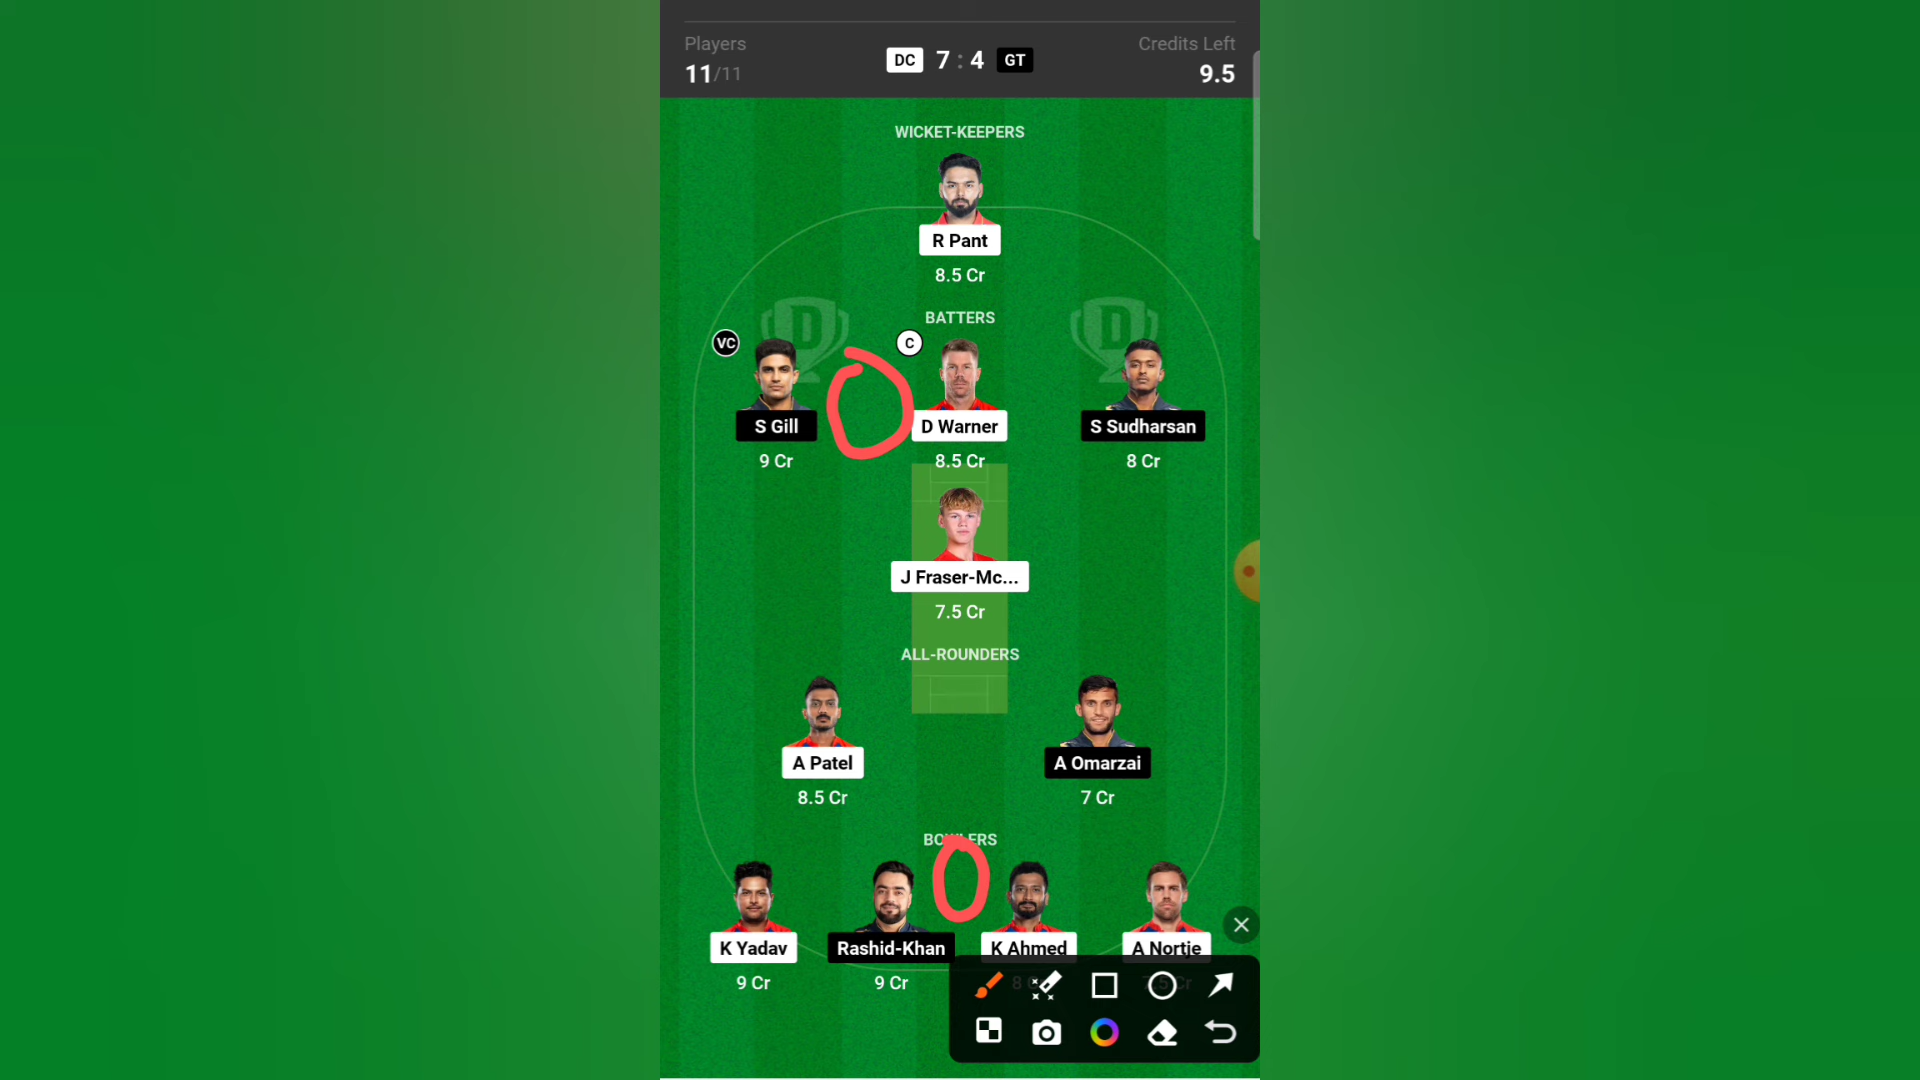 Players
Credits Left
11/11
DC 7 : 4 GT
9.5
WICKET-KEEPERS
R Pant
8.5 Cr
BATTERS
VC
C
S Gill
D Warner
S Sudharsan
9 Cr
8.5 Cr
8 Cr
J Fraser-Mc...
7.5 Cr
ALL-ROUNDERS
A Patel
A Omarzai
8.5 Cr
7 Cr
BOWLERS
K Yadav
Rashid-Khan
K Ahmed
A Nortje
9 Cr
9 Cr